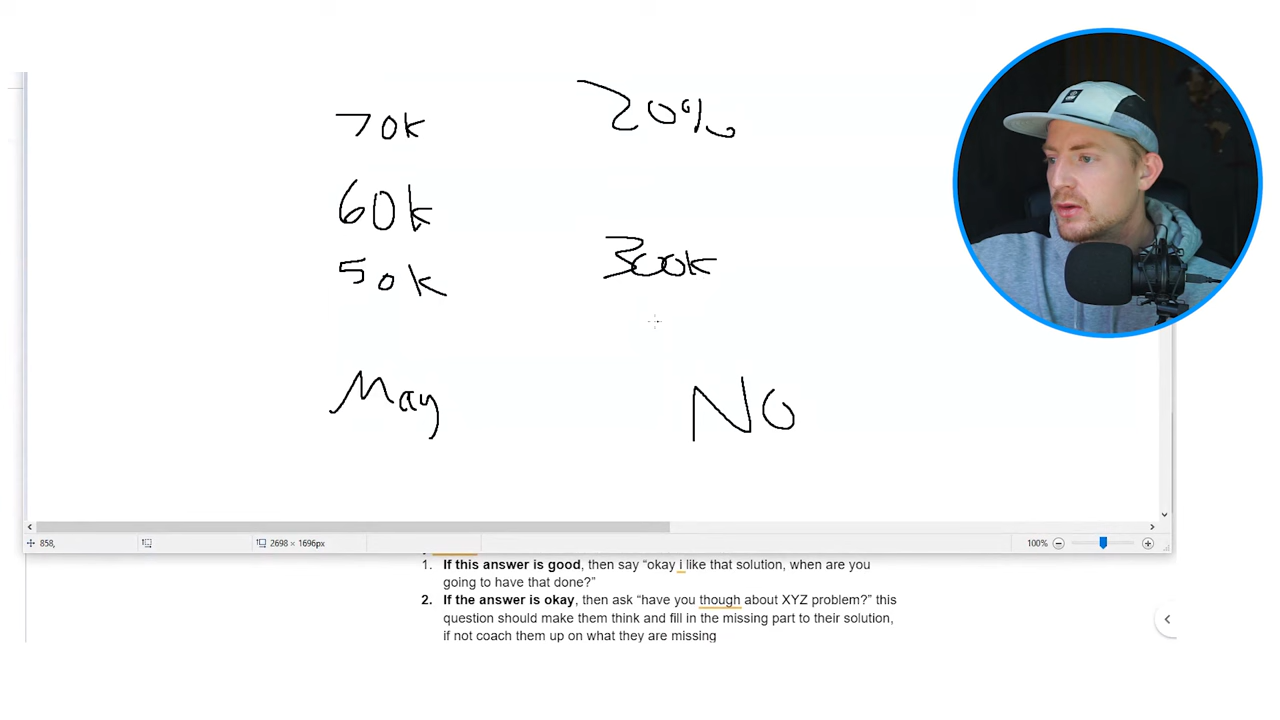 70k
20%
60k
300k
50k
May
NO
858,
2698 × 1696px
100%
1. If this answer is good, then say “okay i like that solution, when are you
going to have that done?”
2. If the answer is okay, then ask “have you though about XYZ problem?” this
question should make them think and fill in the missing part to their solution,
if not coach them up on what they are missing